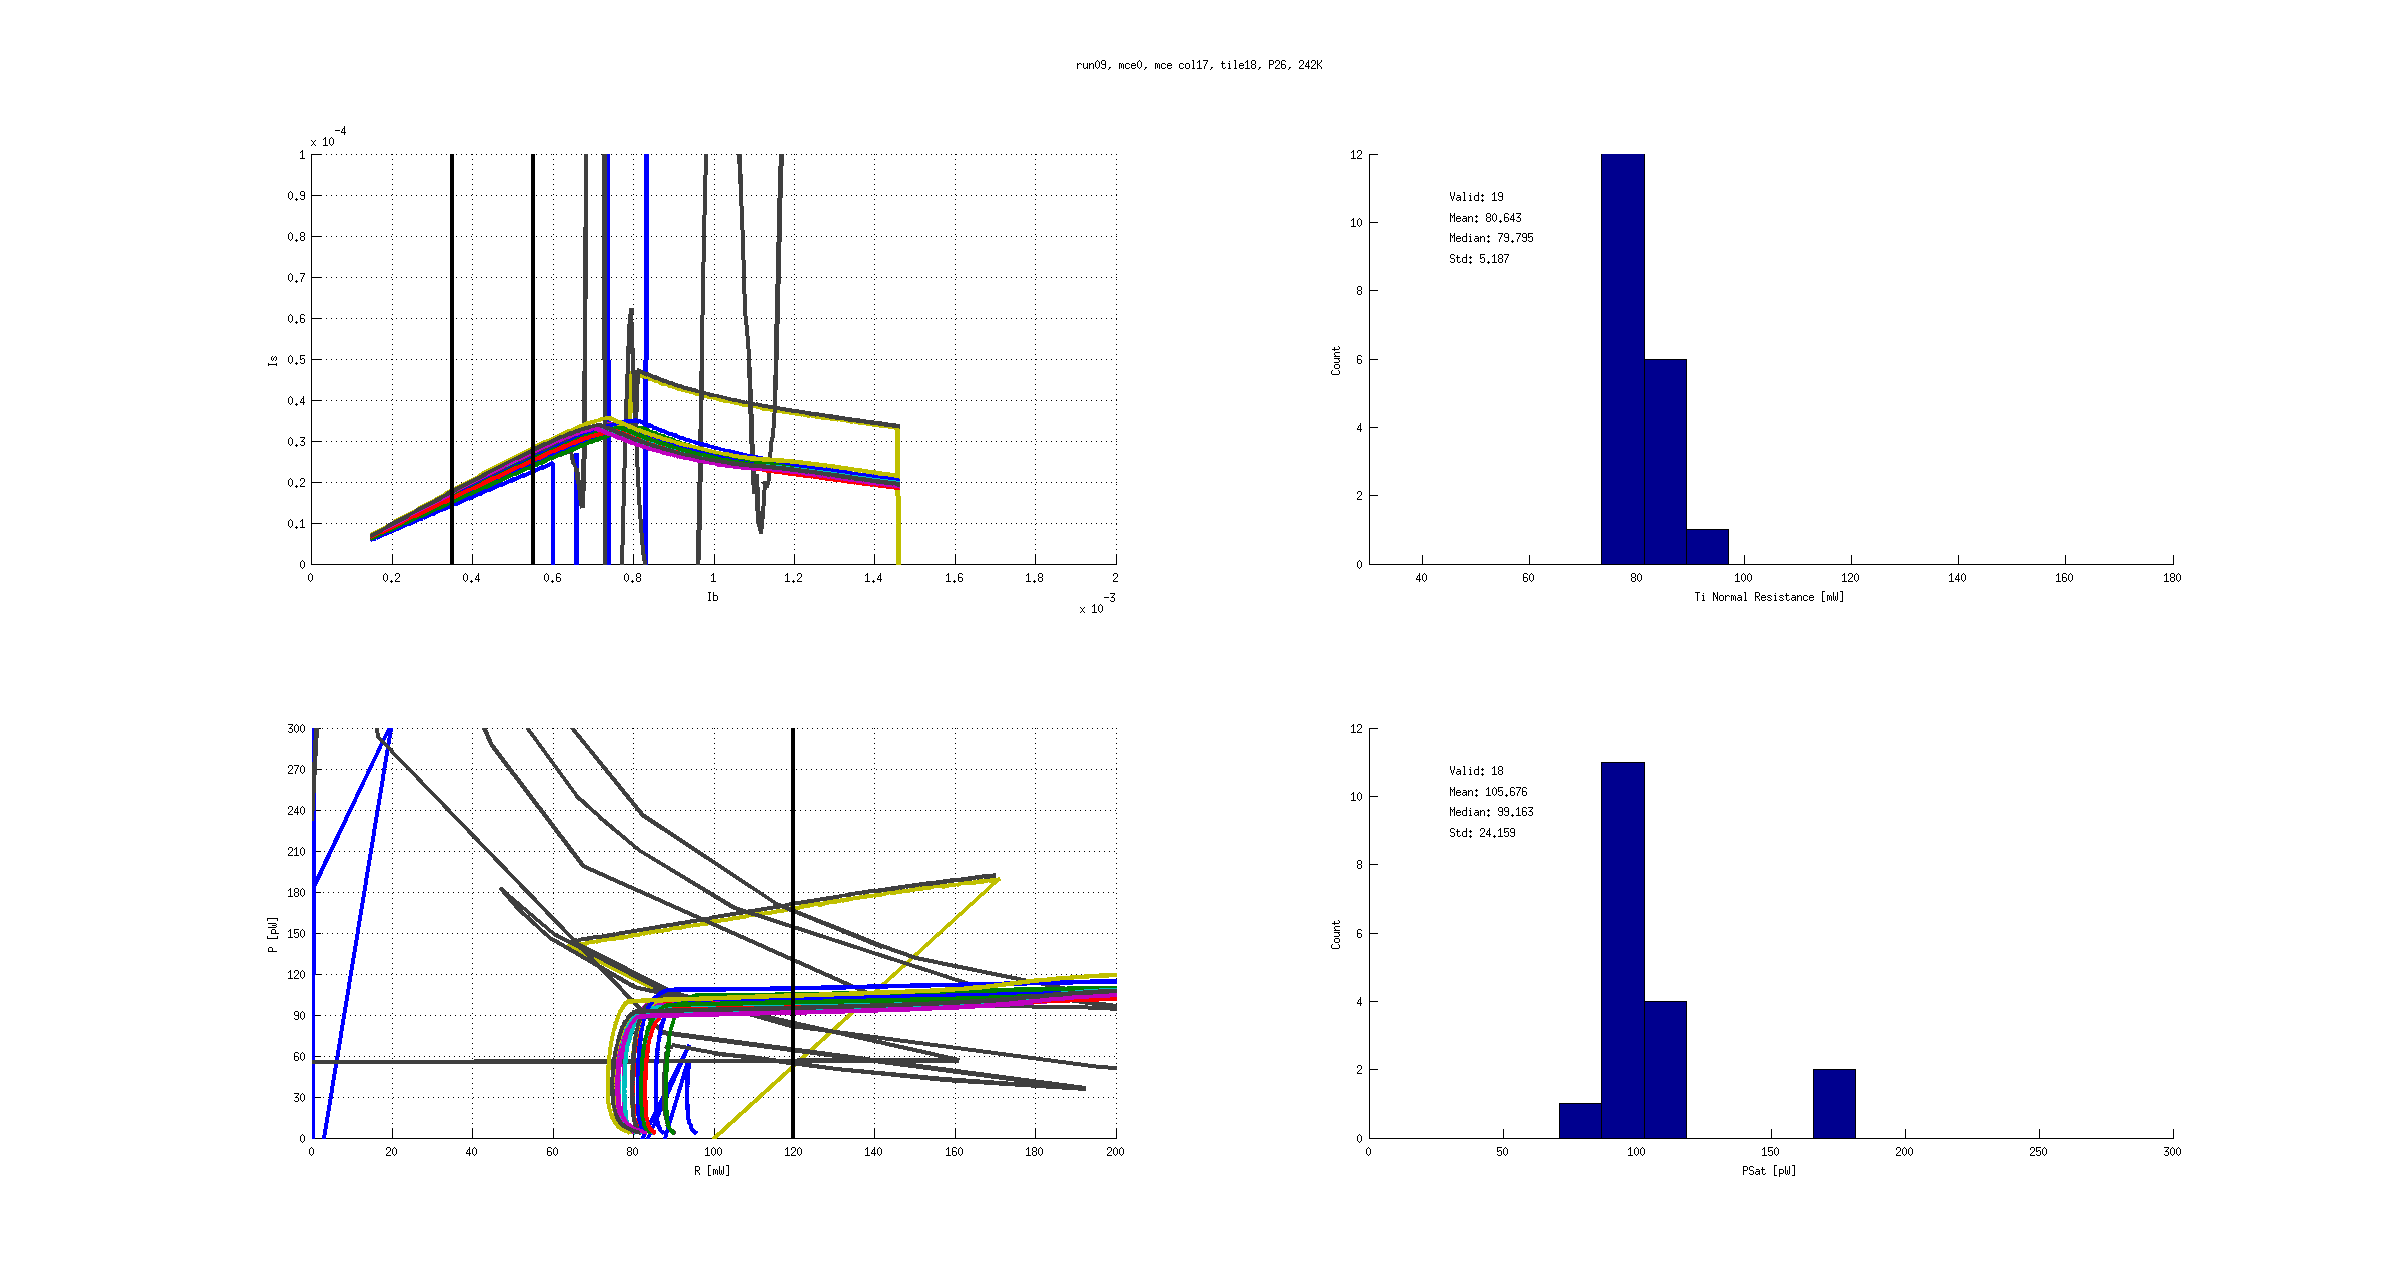 run09, mce0, mce col17, tile18, P26, 242K
x 10^-4
1
0.9
0.8
0.7
0.6
0.5
0.4
0.3
0.2
0.1
0
Is
0 0.2 0.4 0.6 0.8 1 1.2 1.4 1.6 1.8 2
Ib
x 10^-3
12
10
8
6
4
2
0
Count
Valid: 19
Mean: 80.643
Median: 79.795
Std: 5.187
40 60 80 100 120 140 160 180
Ti Normal Resistance [mW]
300
270
240
210
180
150
120
90
60
30
0
P [pW]
0 20 40 60 80 100 120 140 160 180 200
R [mW]
12
10
8
6
4
2
0
Count
Valid: 18
Mean: 105.676
Median: 99.163
Std: 24.159
0 50 100 150 200 250 300
PSat [pW]